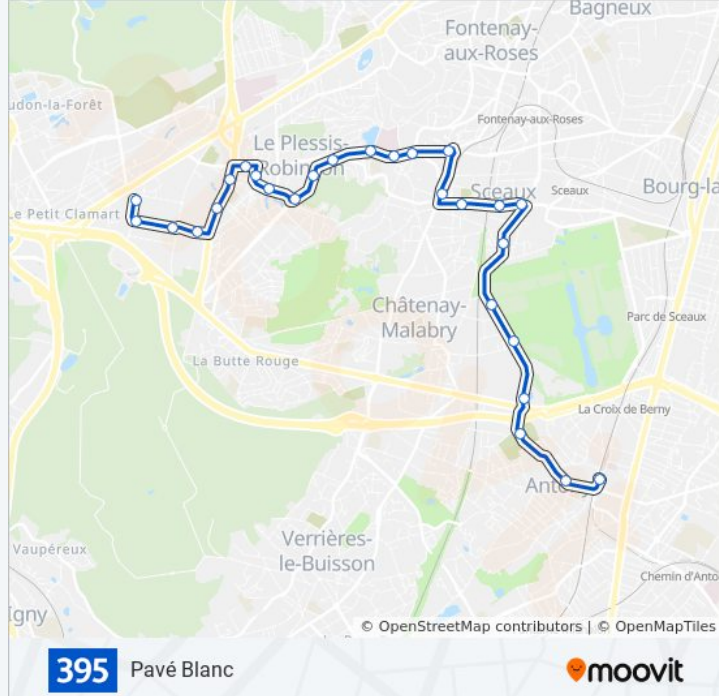 Bagneux
Fontenay-
aux-Roses
udon-la-Forêt
Fontenay-aux-Roses
Le Plessis-
Robinson
Sceaux
Sceaux
Bourg-la
Le Petit Clamart
Châtenay-
Malabry
Parc de Sceaux
La Butte Rouge
La Croix de Berny
Antony
Verrières-
le-Buisson
Vaupéreux
Chemin d'Anto
Igny
© OpenStreetMap contributors | © OpenMapTiles
395 Pavé Blanc
moovit